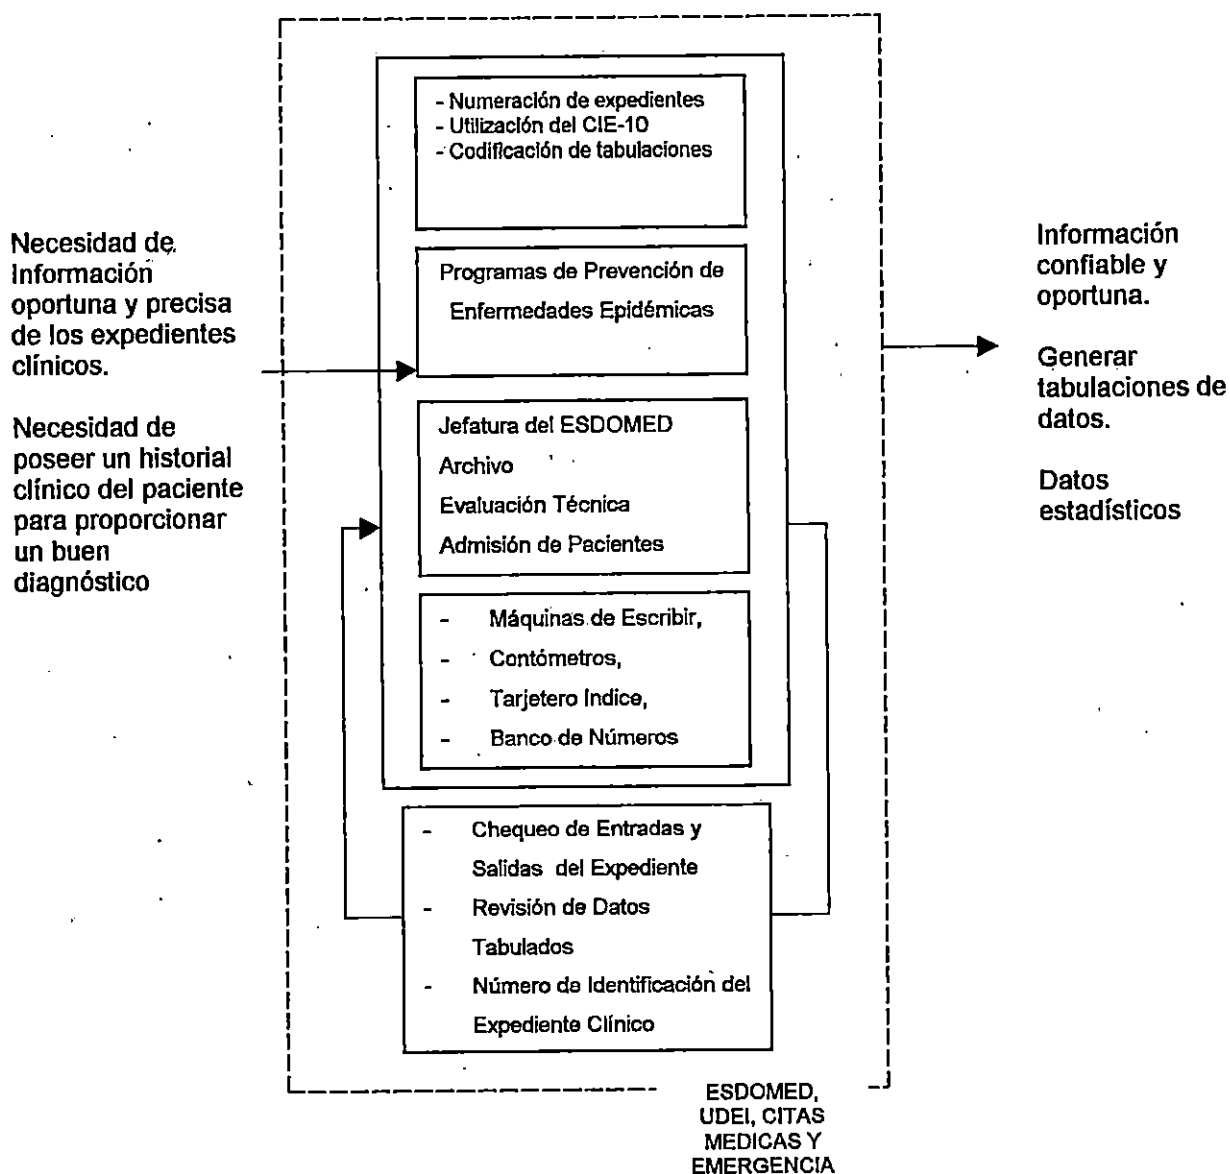 Necesidad de
Información
oportuna y precisa
de los expedientes
clínicos.
Necesidad de
poseer un historial
clínico del paciente
para proporcionar
un buen
diagnóstico
- Numeración de expedientes
- Utilización del CIE-10
- Codificación de tabulaciones
Programas de Prevención de
Enfermedades Epidémicas
Jefatura del ESDOMED
Archivo
Evaluación Técnica
Admisión de Pacientes
- Máquinas de Escribir,
- Contómetros,
- Tarjetero Indice,
- Banco de Números
- Chequeo de Entradas y
Salidas del Expediente
- Revisión de Datos
Tabulados
- Número de Identificación del
Expediente Clínico
Información
confiable y
oportuna.
Generar
tabulaciones de
datos.
Datos
estadísticos
ESDOMED,
UDEI, CITAS
MEDICAS Y
EMERGENCIA